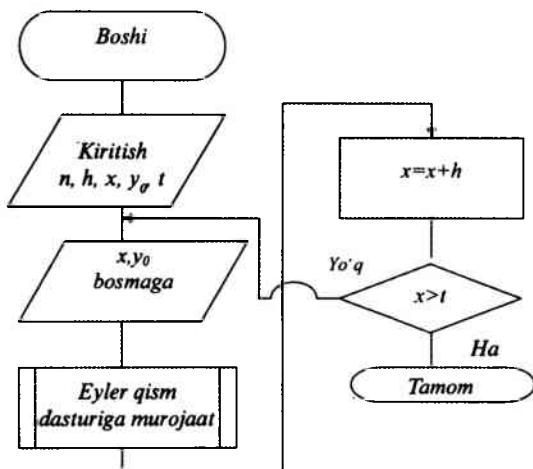 Boshi
Kiritish
n, h, x, y₀, t
x,y₀
bosmaga
Eyler qism
dasturiga murojaat
x=x+h
Yo'q
x>t
Ha
Tamom